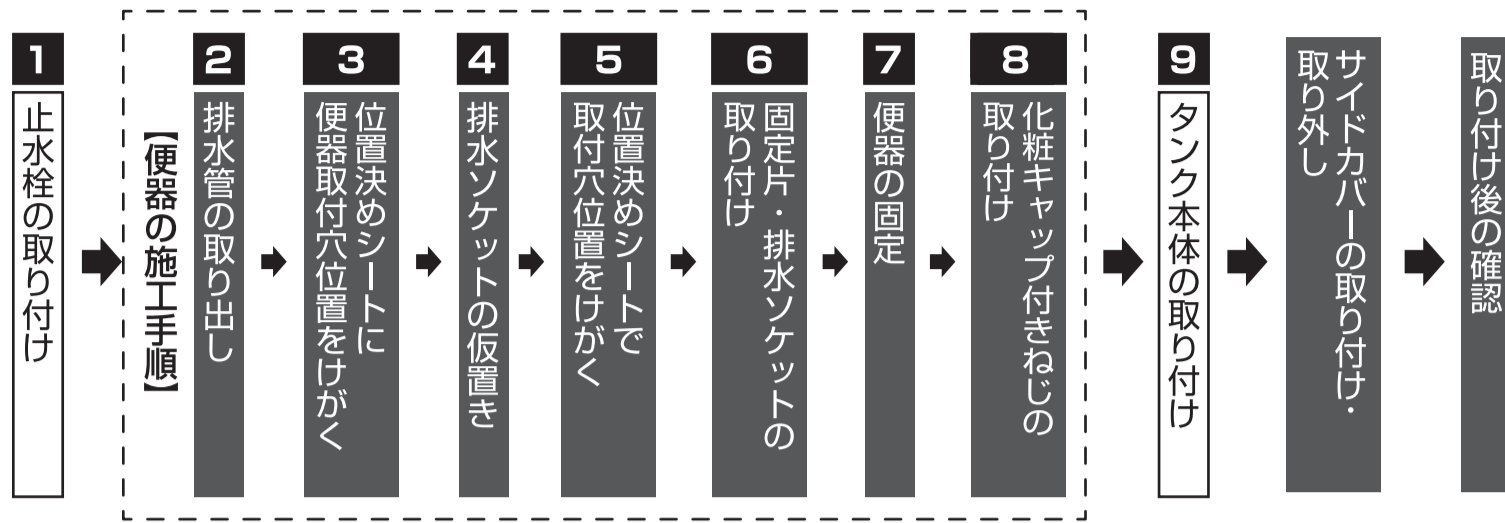 1
止水栓の取り付け
【便器の施工手順】
2
排水管の取り出し
3
位置決めシートに
便器取付穴位置をけがく
4
排水ソケットの仮置き
5
位置決めシートで
取付穴位置をけがく
6
固定片・排水ソケットの
取り付け
7
便器の固定
8
化粧キャップ付きねじの
取り付け
9
タンク本体の取り付け
サイドカバーの取り付け・
取り外し
取り付け後の確認